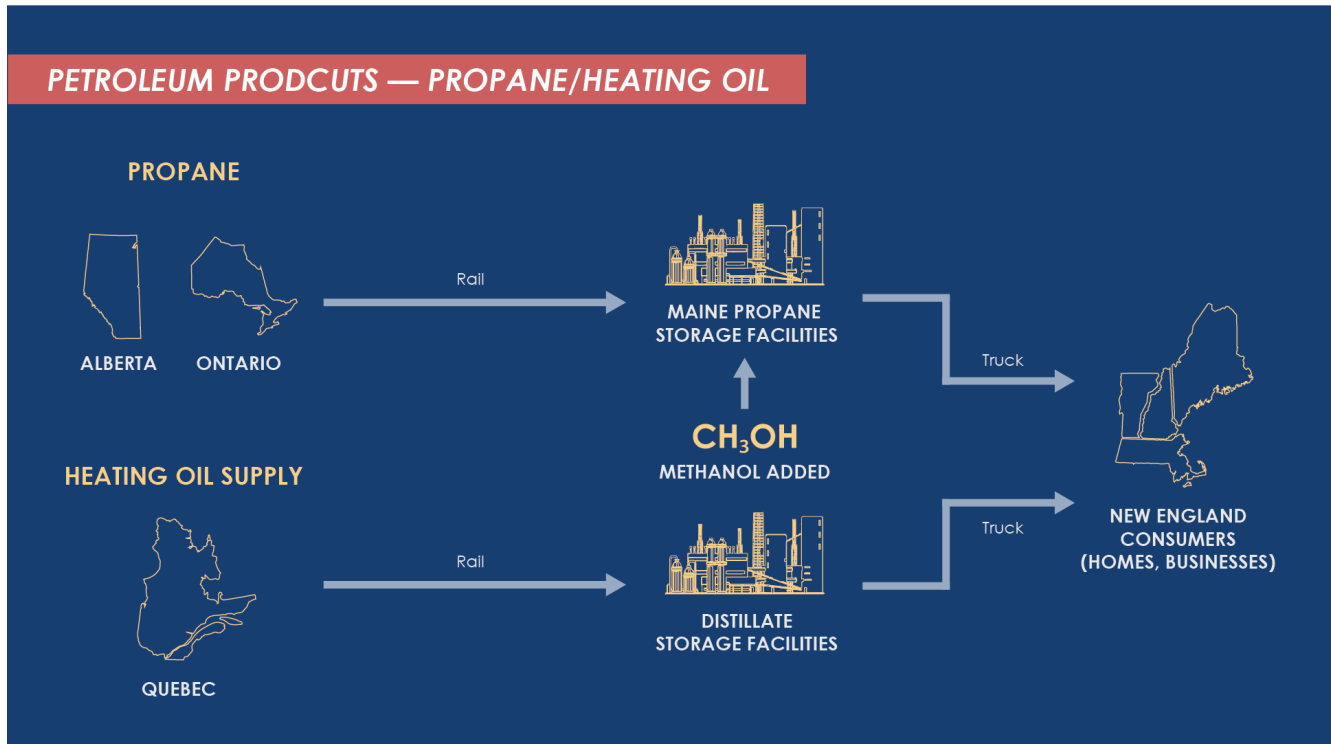 PETROLEUM PRODCUTS — PROPANE/HEATING OIL
PROPANE
ALBERTA
ONTARIO
Rail
MAINE PROPANE
STORAGE FACILITIES
Truck
CH₃OH
METHANOL ADDED
HEATING OIL SUPPLY
QUEBEC
Rail
DISTILLATE
STORAGE FACILITIES
Truck
NEW ENGLAND
CONSUMERS
(HOMES, BUSINESSES)